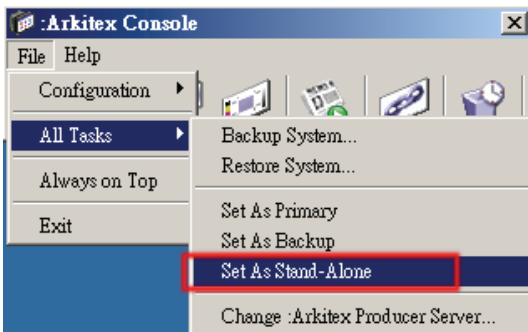 :Arkitex Console
File Help
Configuration
All Tasks
Always on Top
Exit
Backup System...
Restore System...
Set As Primary
Set As Backup
Set As Stand-Alone
Change :Arkitex Producer Server...